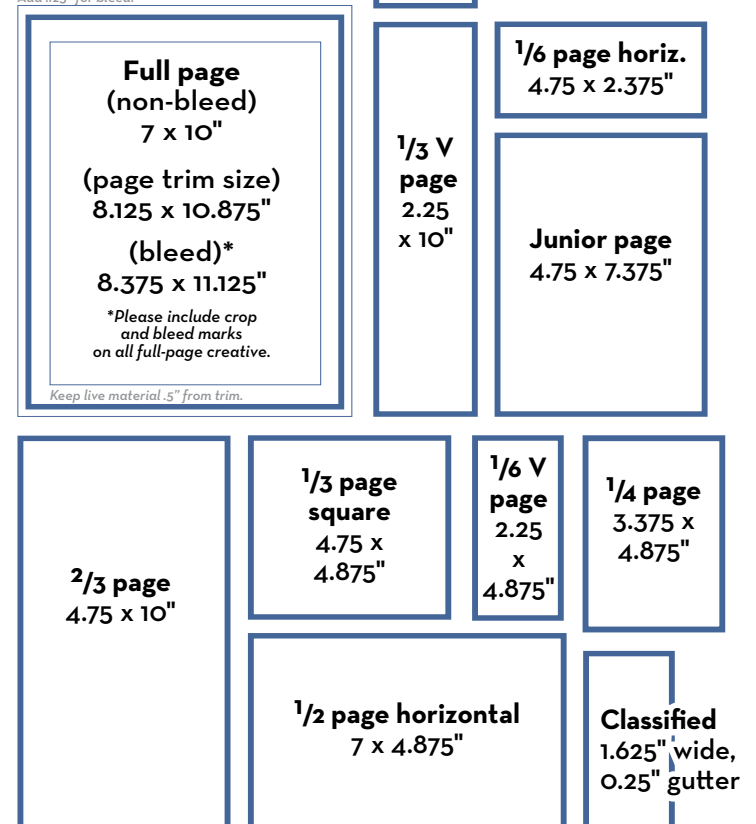 Full page
(non-bleed)
7 x 10"
(page trim size)
8.125 x 10.875"
(bleed)*
8.375 x 11.125"
*Please include crop
and bleed marks
on all full-page creative.
Keep live material .5" from trim.
1/3 V
page
2.25
x 10"
1/6 page horiz.
4.75 x 2.375"
Junior page
4.75 x 7.375"
2/3 page
4.75 x 10"
1/3 page
square
4.75 x
4.875"
1/6 V
page
2.25
x
4.875"
1/4 page
3.375 x
4.875"
1/2 page horizontal
7 x 4.875"
Classified
1.625" wide,
0.25" gutter